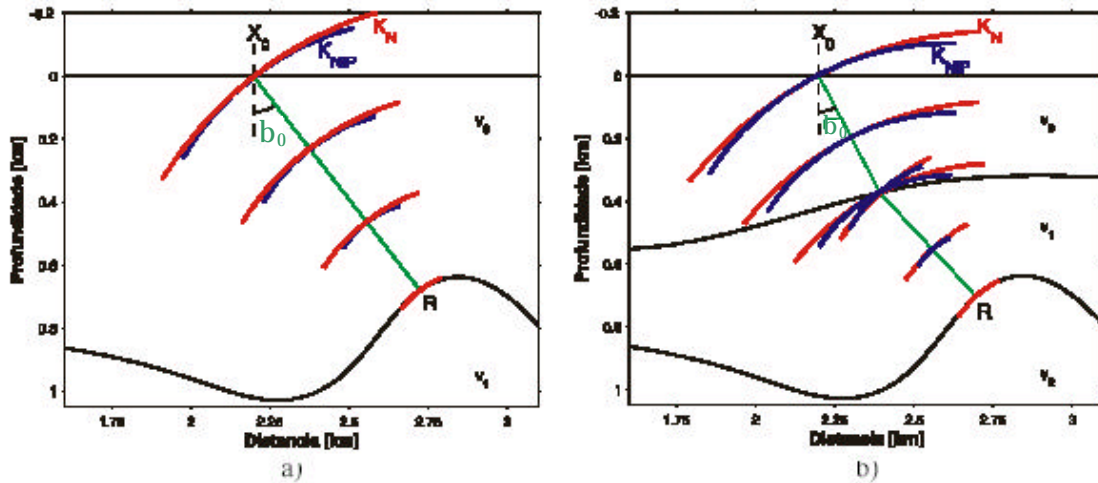 -0.2
X0
KN
KNIP
0
b0
v0
0.2
0.4
0.6
0.8
1
R
v1
Profundidade [km]
1.75
2
2.25
2.5
2.75
3
Distancia [km]
a)
-0.2
X0
KN
KNIP
0
b0
v0
0.2
0.4
v1
0.6
0.8
1
R
v2
Profundidade [km]
1.75
2
2.25
2.5
2.75
3
Distancia [km]
b)